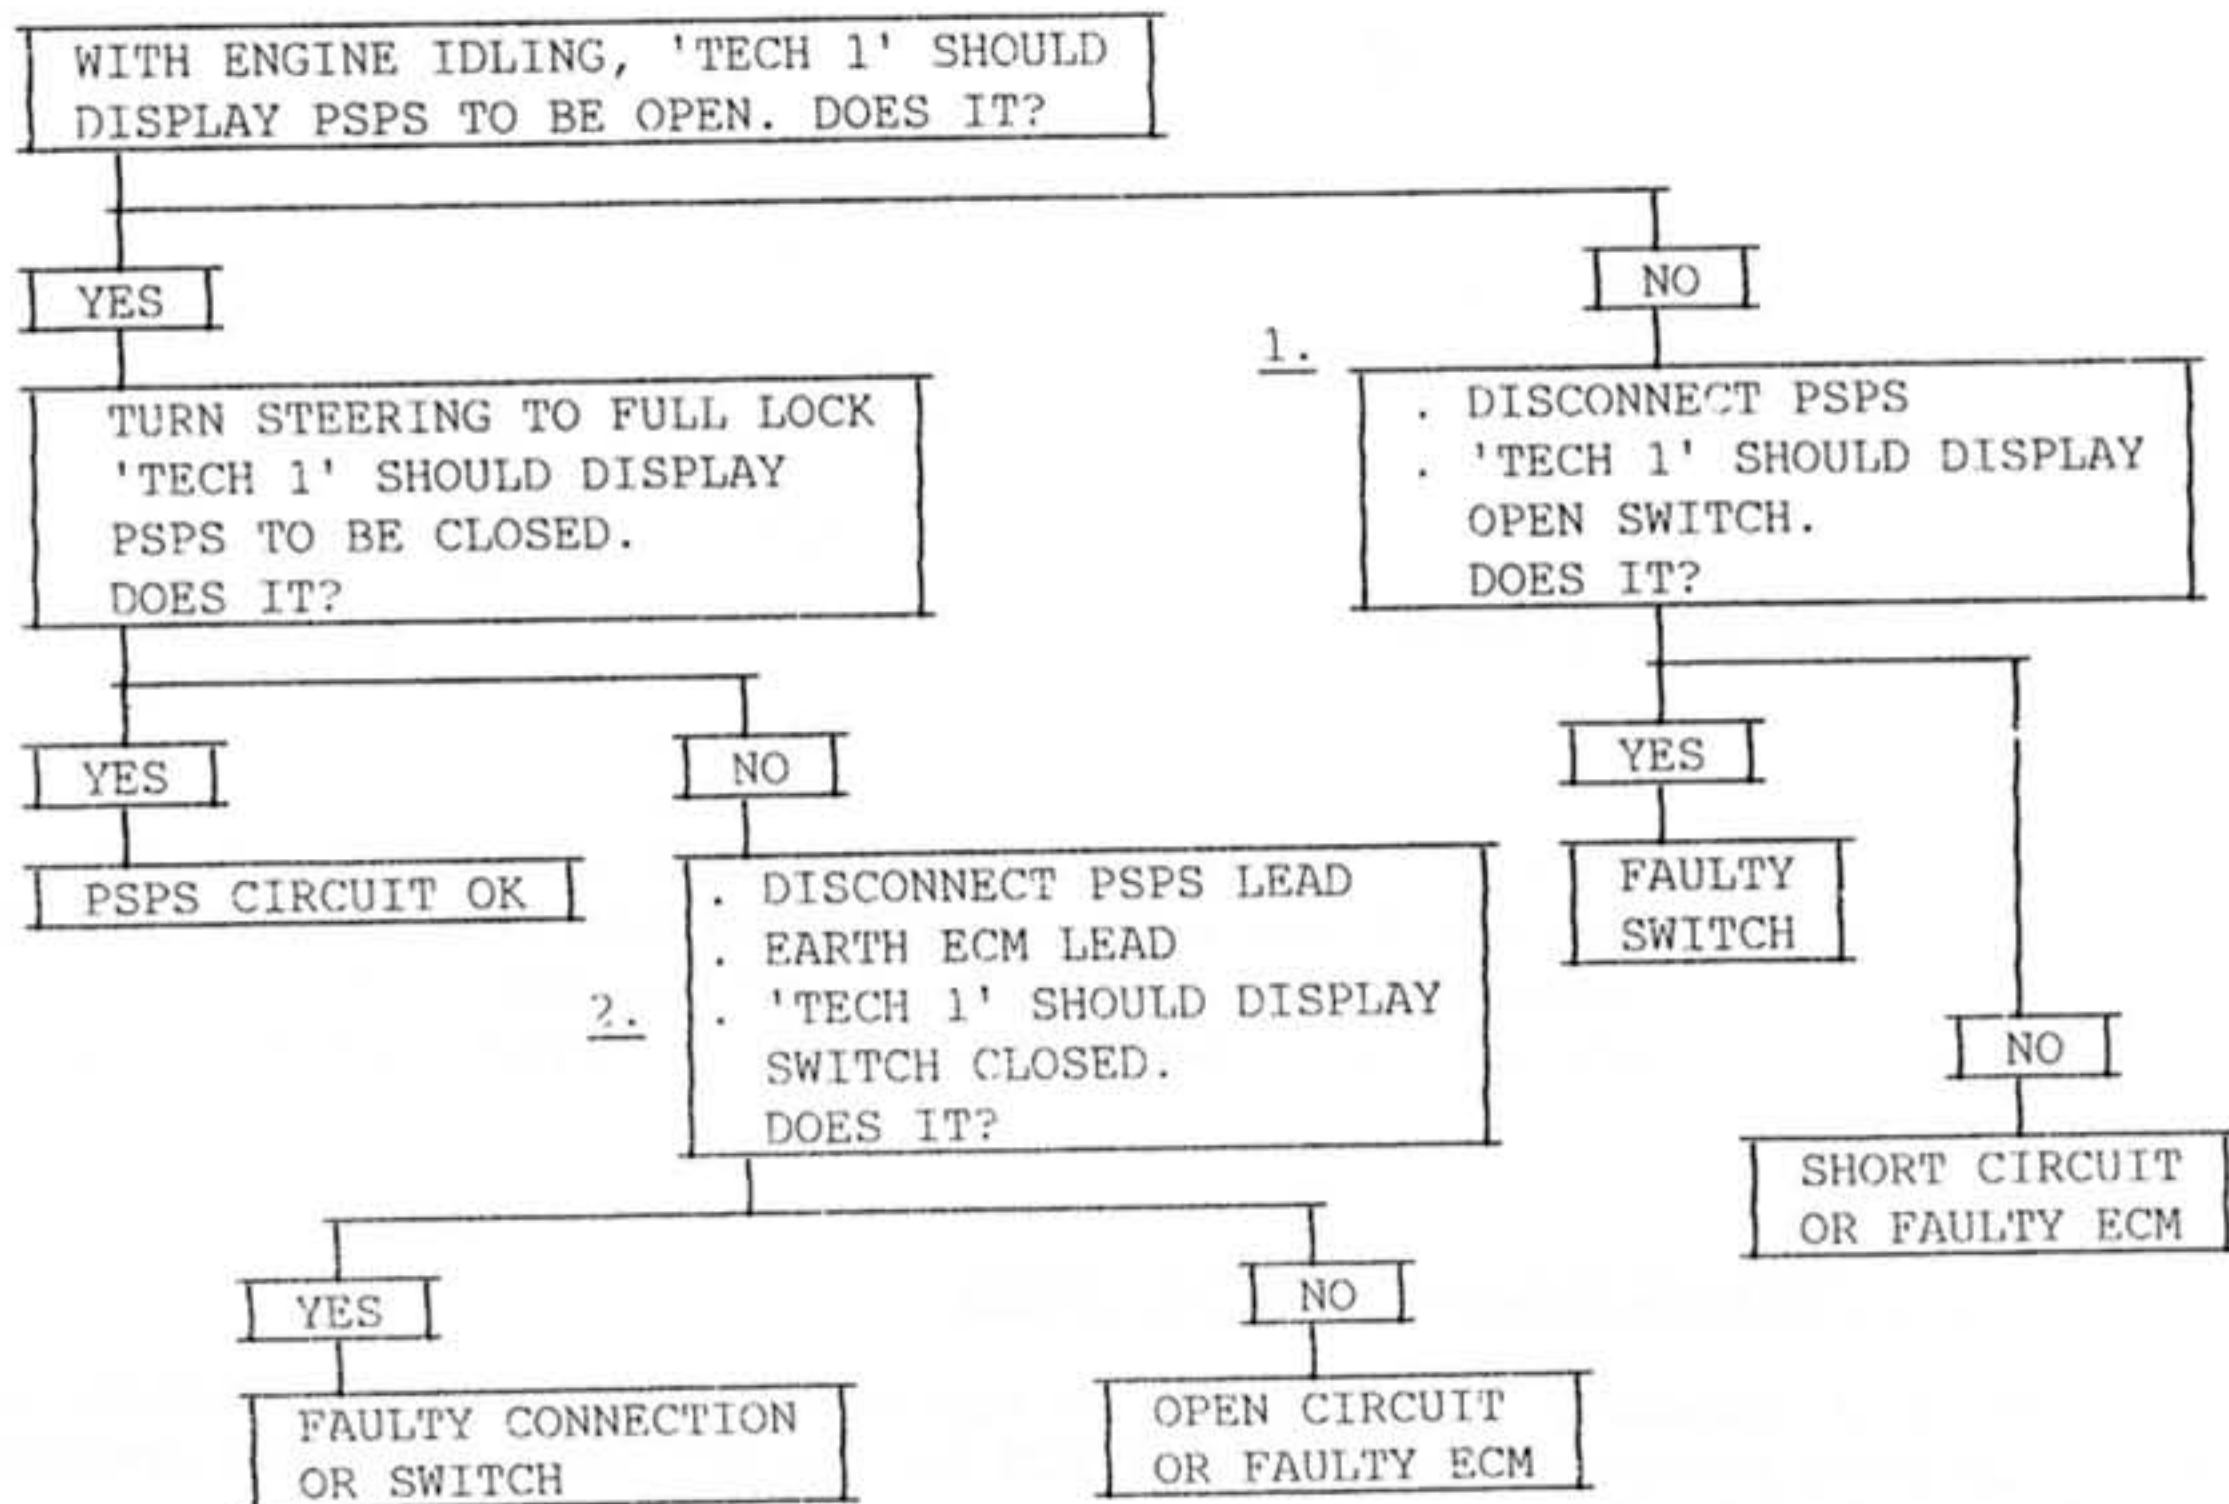 WITH ENGINE IDLING, 'TECH 1' SHOULD
DISPLAY PSPS TO BE OPEN. DOES IT?
YES
NO
1.
TURN STEERING TO FULL LOCK
'TECH 1' SHOULD DISPLAY
PSPS TO BE CLOSED.
DOES IT?
. DISCONNECT PSPS
. 'TECH 1' SHOULD DISPLAY
OPEN SWITCH.
DOES IT?
YES
NO
YES
PSPS CIRCUIT OK
2.
. DISCONNECT PSPS LEAD
. EARTH ECM LEAD
. 'TECH 1' SHOULD DISPLAY
SWITCH CLOSED.
DOES IT?
FAULTY
SWITCH
NO
SHORT CIRCUIT
OR FAULTY ECM
YES
NO
FAULTY CONNECTION
OR SWITCH
OPEN CIRCUIT
OR FAULTY ECM